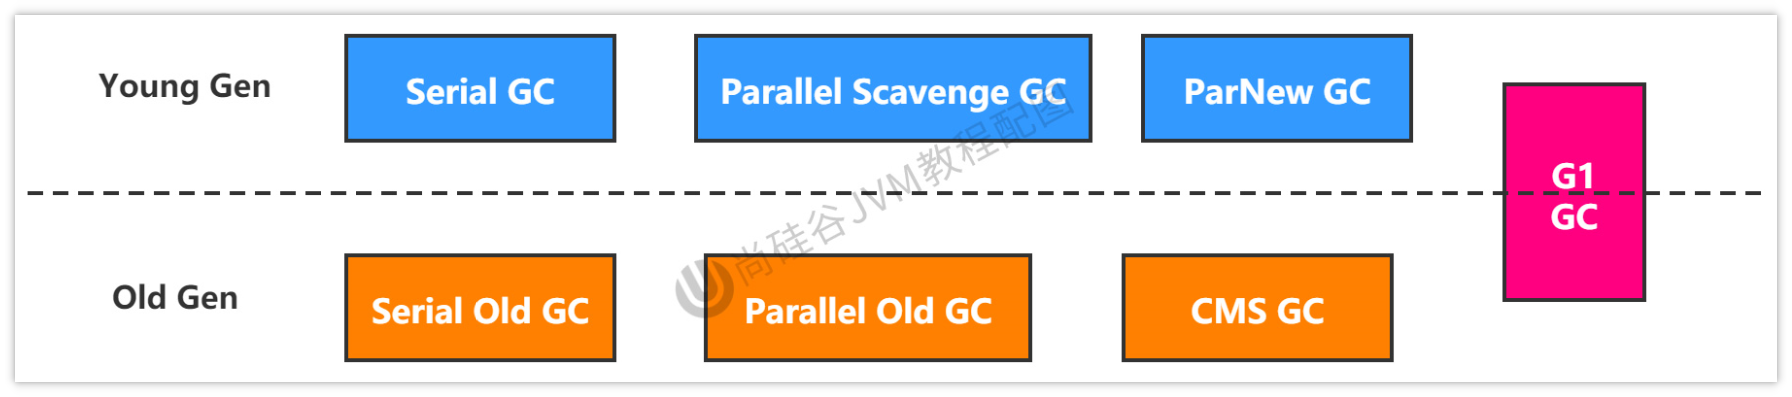 Young Gen
Serial GC
Parallel Scavenge GC
ParNew GC
G1
GC
Old Gen
Serial Old GC
Parallel Old GC
CMS GC
尚硅谷JVM教程配图